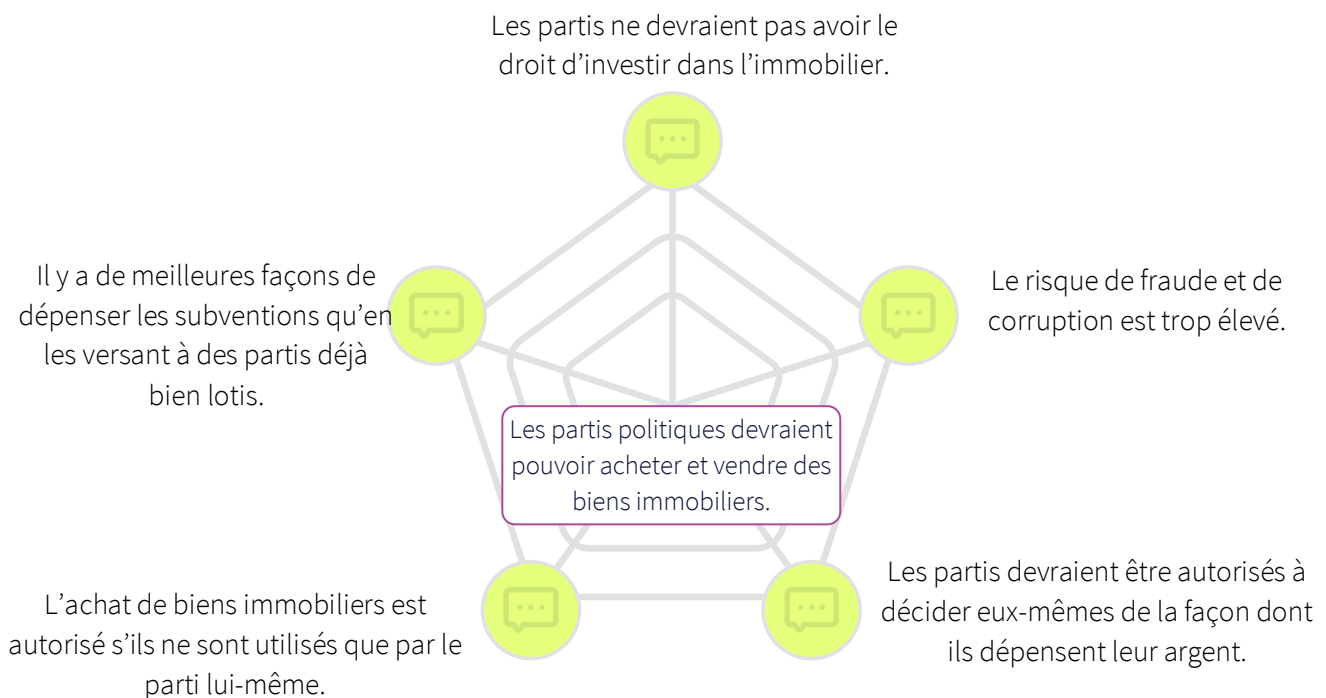 Les partis ne devraient pas avoir le
droit d’investir dans l’immobilier.
Il y a de meilleures façons de
dépenser les subventions qu’en
les versant à des partis déjà
bien lotis.
Le risque de fraude et de
corruption est trop élevé.
Les partis politiques devraient
pouvoir acheter et vendre des
biens immobiliers.
L’achat de biens immobiliers est
autorisé s’ils ne sont utilisés que par le
parti lui-même.
Les partis devraient être autorisés à
décider eux-mêmes de la façon dont
ils dépensent leur argent.